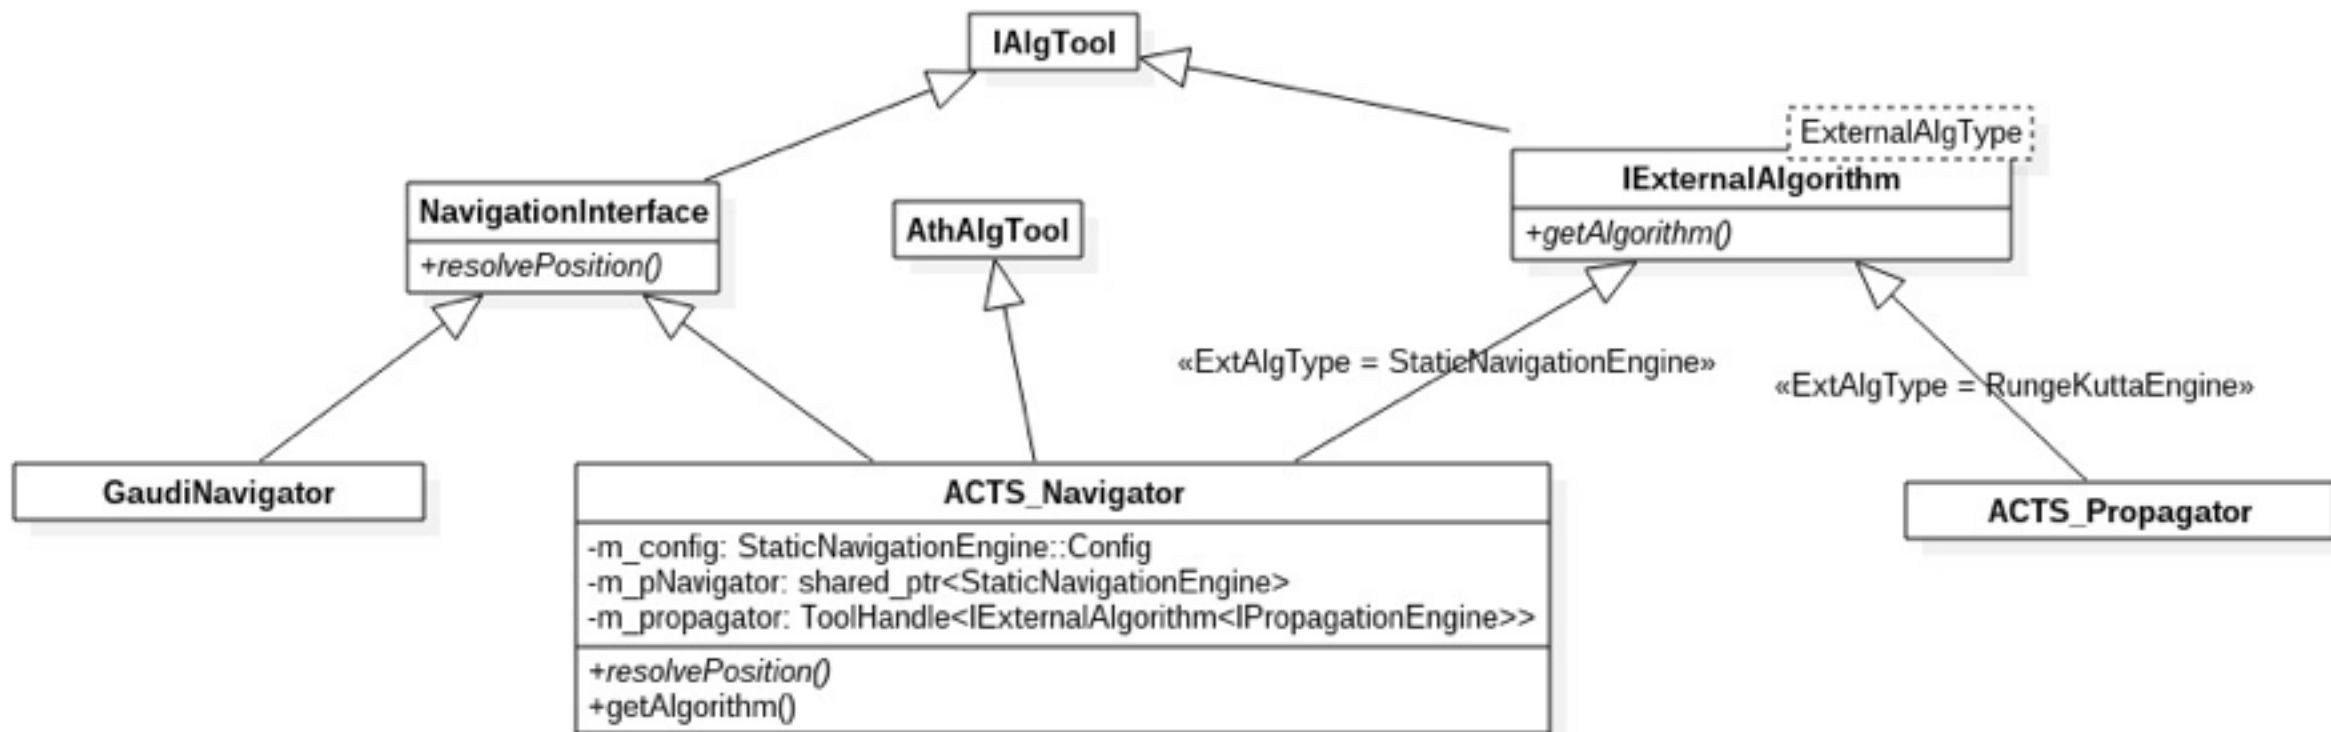 IAlgTool
ExternalAlgType
IExternalAlgorithm
+getAlgorithm()
NavigationInterface
+resolvePosition()
AthAlgTool
«ExtAlgType = StaticNavigationEngine»
«ExtAlgType = RungeKuttaEngine»
GaudiNavigator
ACTS_Navigator
-m_config: StaticNavigationEngine::Config
-m_pNavigator: shared_ptr<StaticNavigationEngine>
-m_propagator: ToolHandle<IExternalAlgorithm<IPropagationEngine>>
+resolvePosition()
+getAlgorithm()
ACTS_Propagator